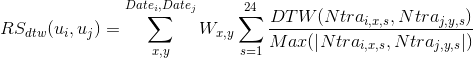 RS_{dtw}(u_i, u_j) = \sum_{x,y}^{Date_i, Date_j} W_{x,y} \sum_{s=1}^{24} \frac{DTW(Ntra_{i,x,s}, Ntra_{j,y,s})}{Max(|Ntra_{i,x,s}, Ntra_{j,y,s}|)}